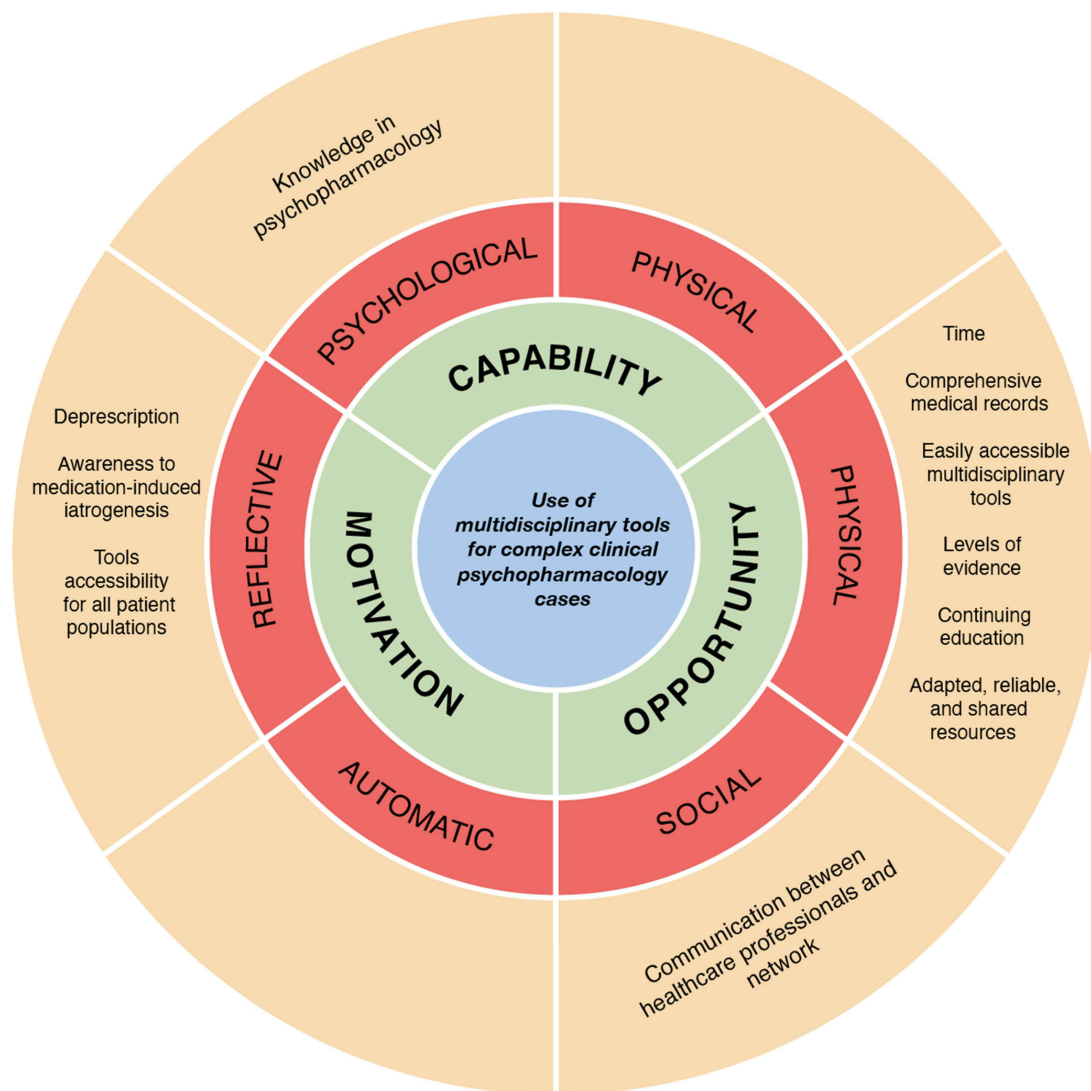 Knowledge in
psychopharmacology
PSYCHOLOGICAL
PHYSICAL
CAPABILITY
Time
Comprehensive
medical records
Easily accessible
multidisciplinary
tools
Levels of
evidence
Continuing
education
Adapted, reliable,
and shared
resources
PHYSICAL
OPPORTUNITY
Deprescription
Awareness to
medication-induced
iatrogenesis
Tools
accessibility
for all patient
populations
REFLECTIVE
MOTIVATION
Use of
multidisciplinary tools
for complex clinical
psychopharmacology
cases
AUTOMATIC
SOCIAL
Communication between
healthcare professionals and
network